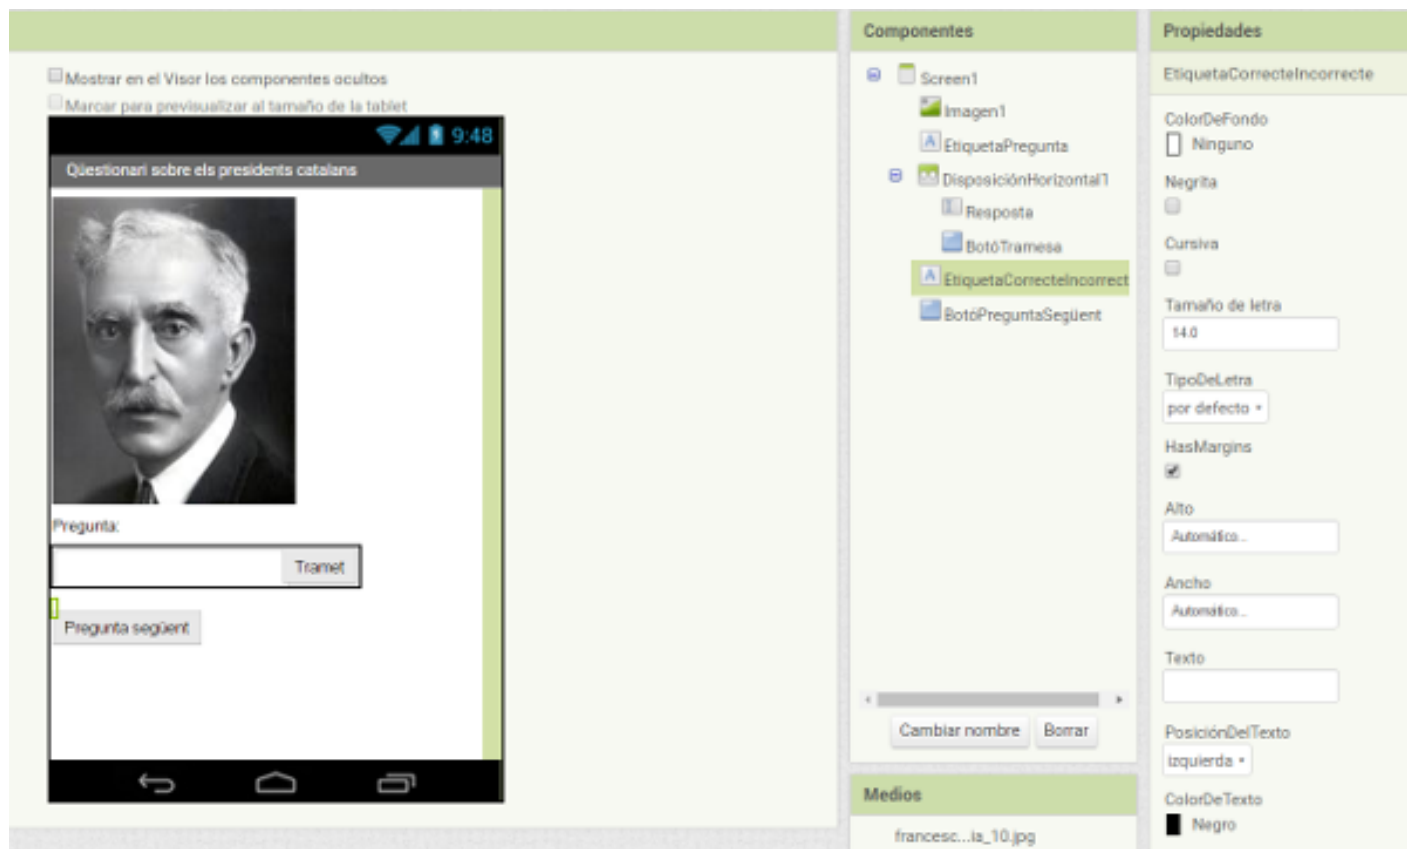 Mostrar en el Visor los componentes ocultos
Marcar para previsualizar al tamaño de la tablet
9:48
Qüestionari sobre els presidents catalans
Pregunta:
Tramet
Pregunta següent
Componentes
Screen1
Imagen1
EtiquetaPregunta
DisposiciónHorizontal1
Resposta
BotóTramesa
EtiquetaCorrecteIncorrect
BotóPreguntaSegüent
Cambiar nombre
Borrar
Medios
francesc...ia_10.jpg
Propiedades
EtiquetaCorrecteIncorrecte
ColorDeFondo
Ninguno
Negrita
Cursiva
Tamaño de letra
14.0
TipoDeLetra
por defecto
HasMargins
Alto
Automático...
Ancho
Automático...
Texto
PosiciónDelTexto
izquierda
ColorDeTexto
Negro